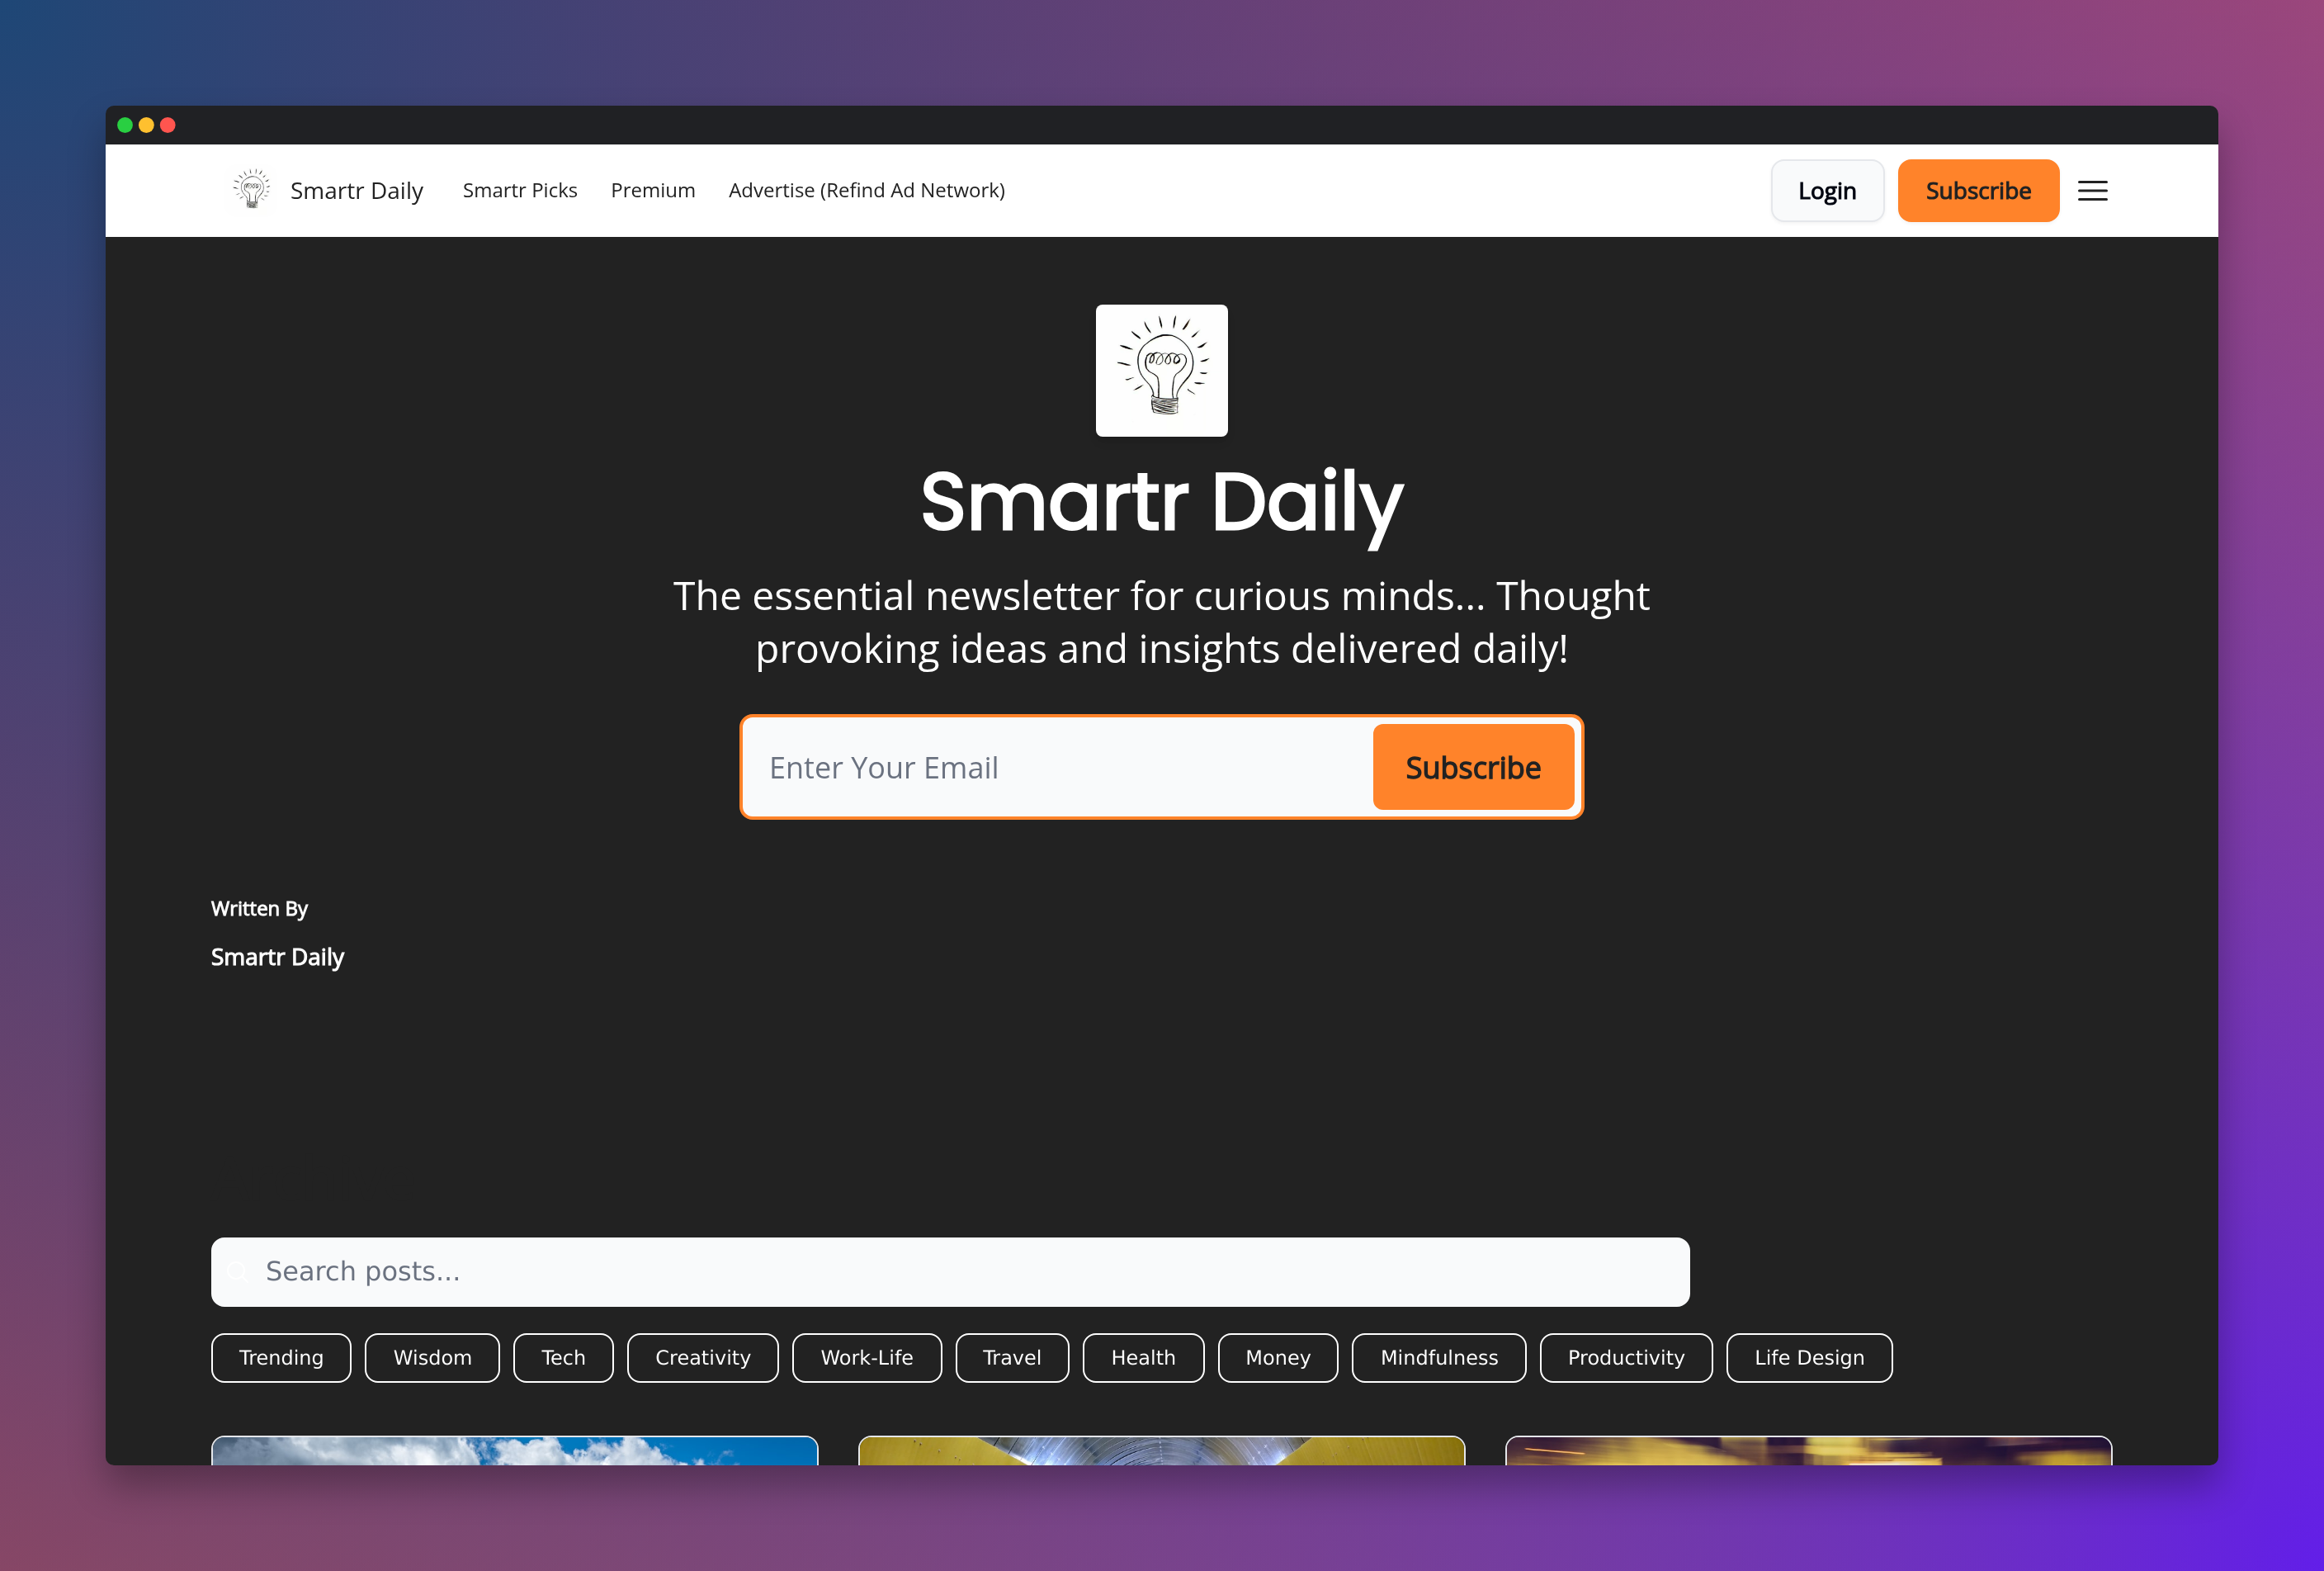 Smartr Daily Smartr Picks Premium Advertise (Refind Ad Network) Login Subscribe
Smartr Daily
The essential newsletter for curious minds... Thought
provoking ideas and insights delivered daily!
Enter Your Email Subscribe
Written By
Smartr Daily
Search posts...
Trending Wisdom Tech Creativity Work-Life Travel Health Money Mindfulness Productivity Life Design